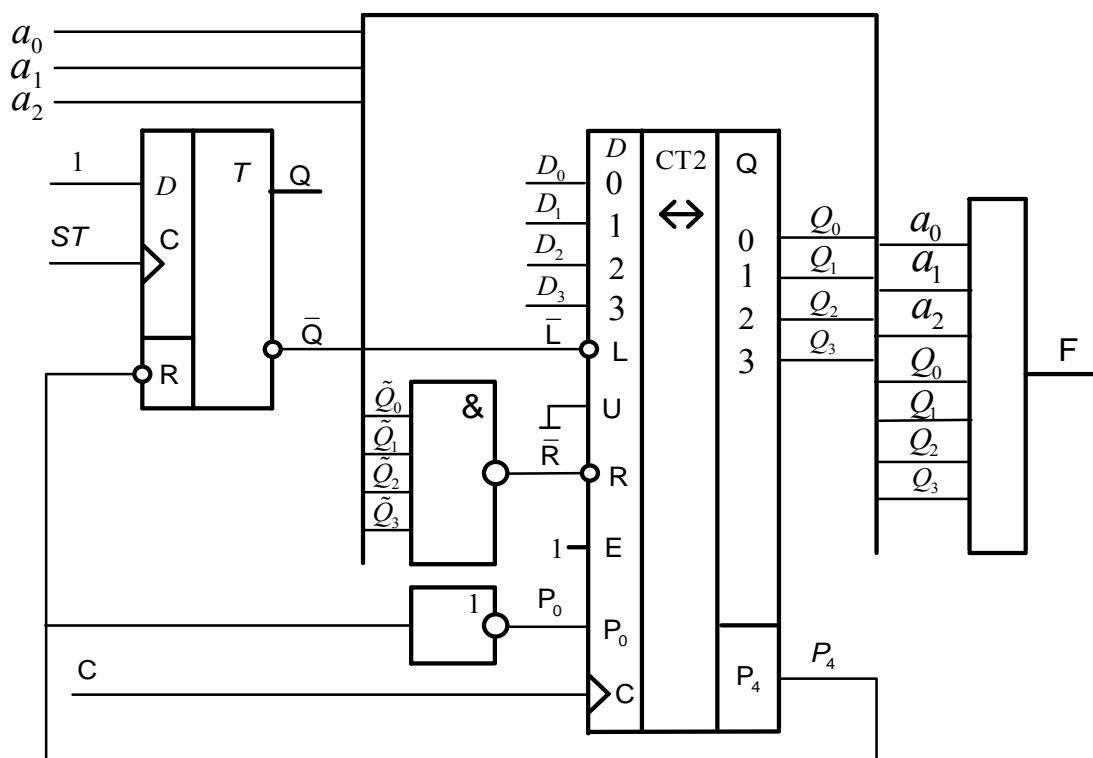 a₀
a₁
a₂
1
ST
D
C
R
T
Q
Q̄
D₀
D₁
D₂
D₃
L̄
D
0
1
2
3
L
U
R
E
P₀
C
CT2
↔
Q
0
1
2
3
P₄
Q̃₀
Q̃₁
Q̃₂
Q̃₃
&
R̄
1
1
P₀
C
Q₀
Q₁
Q₂
Q₃
P₄
a₀
a₁
a₂
Q₀
Q₁
Q₂
Q₃
F